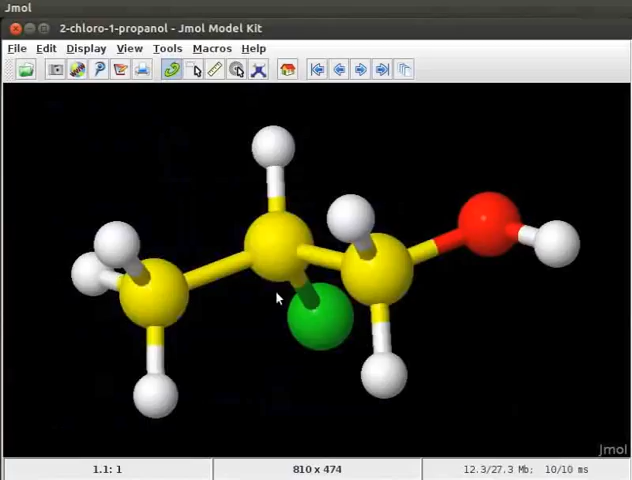 Jmol
2-chloro-1-propanol - Jmol Model Kit
File Edit Display View Tools Macros Help
Jmol
1.1: 1 810 x 474 12.3/27.3 Mb; 10/10 ms